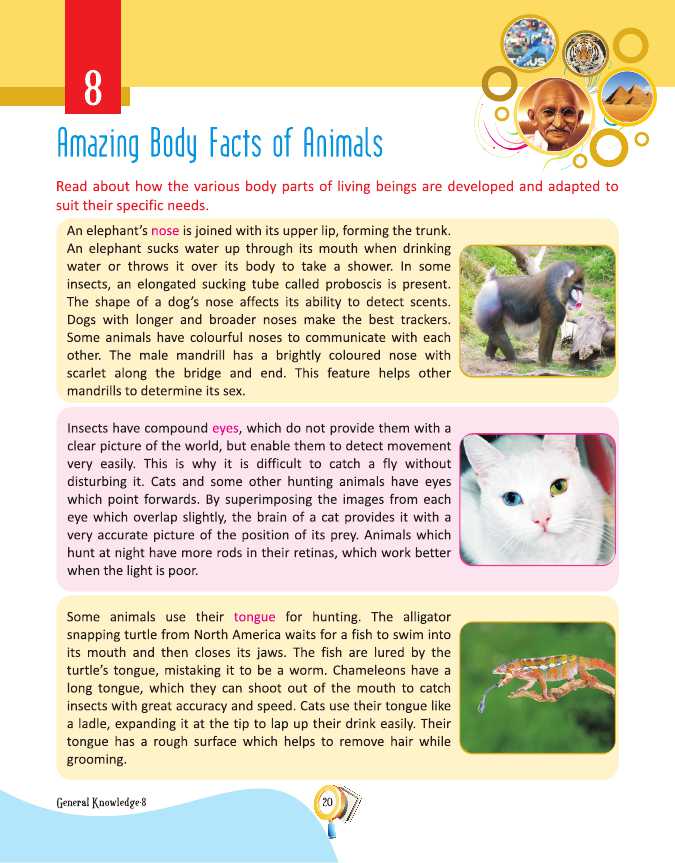 8
Amazing Body Facts of Animals
Read about how the various body parts of living beings are developed and adapted to
suit their specific needs.
An elephant's nose is joined with its upper lip, forming the trunk.
An elephant sucks water up through its mouth when drinking
water or throws it over its body to take a shower. In some
insects, an elongated sucking tube called proboscis is present.
The shape of a dog's nose affects its ability to detect scents.
Dogs with longer and broader noses make the best trackers.
Some animals have colourful noses to communicate with each
other. The male mandrill has a brightly coloured nose with
scarlet along the bridge and end. This feature helps other
mandrills to determine its sex.
Insects have compound eyes, which do not provide them with a
clear picture of the world, but enable them to detect movement
very easily. This is why it is difficult to catch a fly without
disturbing it. Cats and some other hunting animals have eyes
which point forwards. By superimposing the images from each
eye which overlap slightly, the brain of a cat provides it with a
very accurate picture of the position of its prey. Animals which
hunt at night have more rods in their retinas, which work better
when the light is poor.
Some animals use their tongue for hunting. The alligator
snapping turtle from North America waits for a fish to swim into
its mouth and then closes its jaws. The fish are lured by the
turtle's tongue, mistaking it to be a worm. Chameleons have a
long tongue, which they can shoot out of the mouth to catch
insects with great accuracy and speed. Cats use their tongue like
a ladle, expanding it at the tip to lap up their drink easily. Their
tongue has a rough surface which helps to remove hair while
grooming.
General Knowledge-8
20